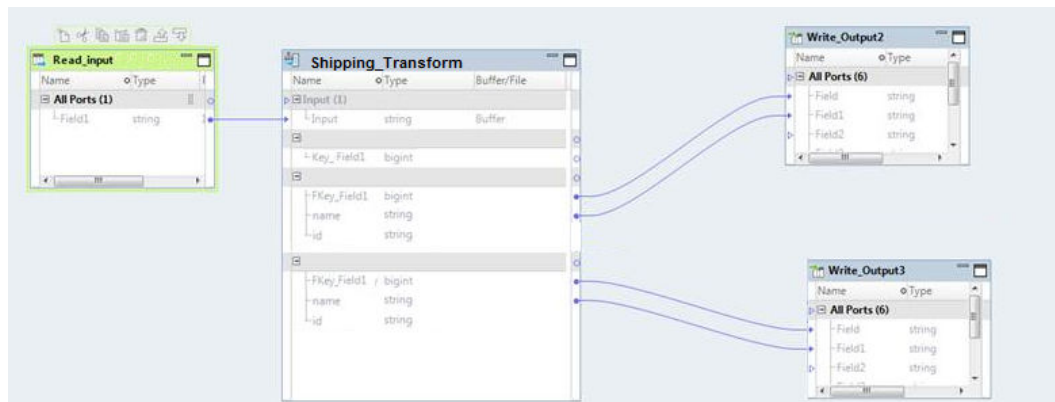 Read_input
Name Type
All Ports (1)
Field1 string
Shipping_Transform
Name Type Buffer/File
Input (1)
Input string Buffer
Key_Field1 bigint
FKey_Field1 bigint
name string
id string
FKey_Field1 bigint
name string
id string
Write_Output2
Name Type
All Ports (6)
Field string
Field1 string
Field2 string
Write_Output3
Name Type
All Ports (6)
Field string
Field1 string
Field2 string